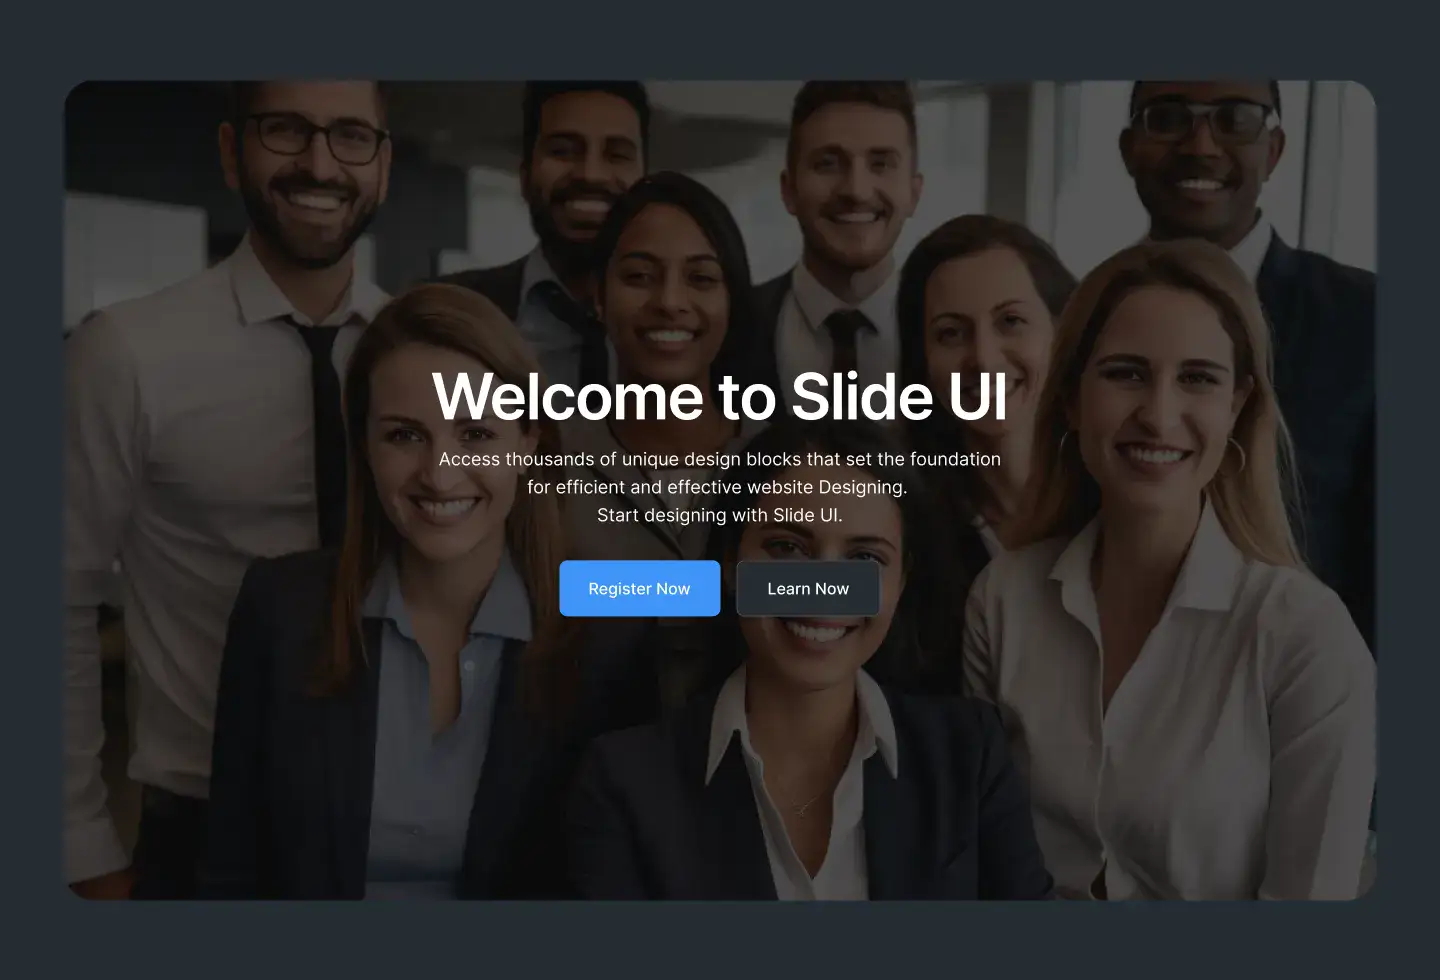 Welcome to Slide UI
Access thousands of unique design blocks that set the foundation
for efficient and effective website Designing.
Start designing with Slide UI.
Register Now
Learn Now